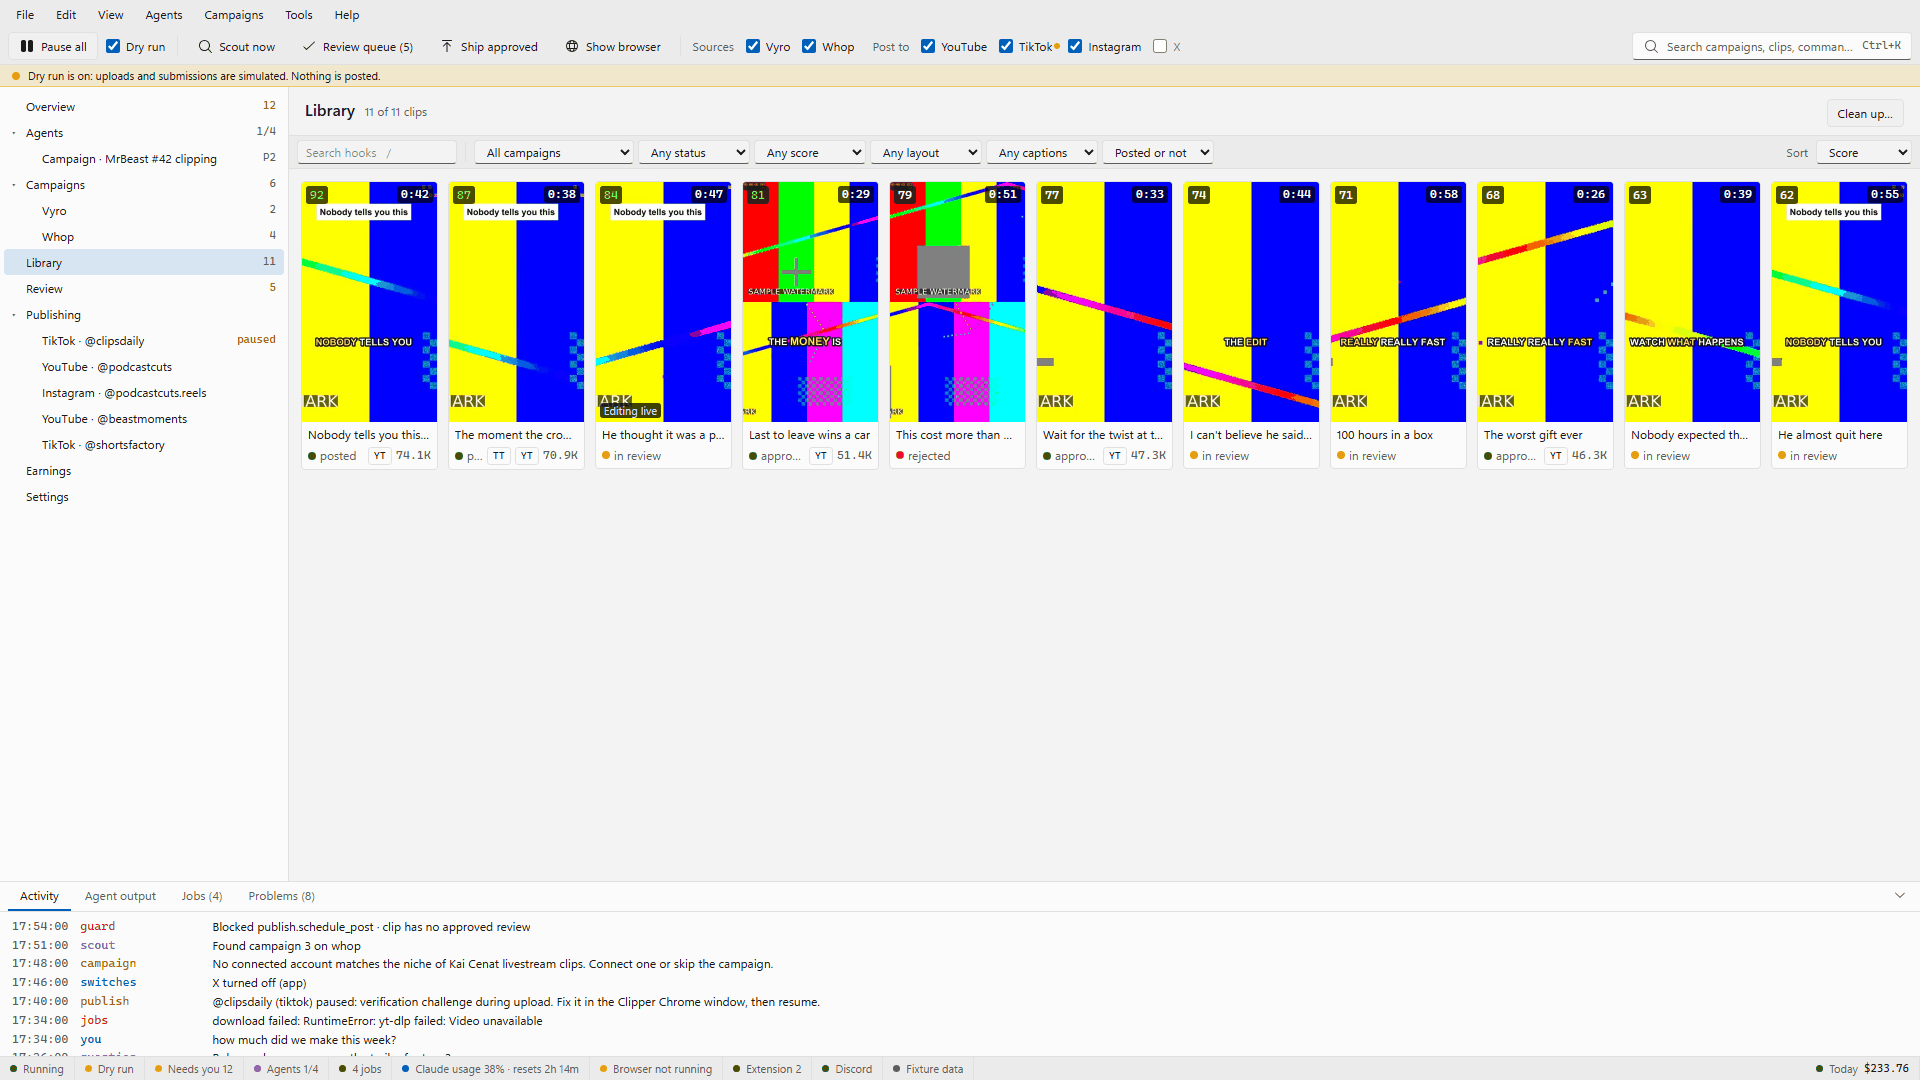 File Edit View Agents Campaigns Tools Help
Pause all Dry run Scout now Review queue (5) Ship approved Show browser Sources Vyro Whop Post to YouTube TikTok Instagram X Search campaigns, clips, comman... Ctrl+K
Dry run is on: uploads and submissions are simulated. Nothing is posted.
Overview 12
Agents 1/4
Campaign · MrBeast #42 clipping P2
Campaigns 6
Vyro 2
Whop 4
Library 11
Review 5
Publishing
TikTok · @clipsdaily paused
YouTube · @podcastcuts
Instagram · @podcastcuts.reels
YouTube · @beastmoments
TikTok · @shortsfactory
Earnings
Settings
Library 11 of 11 clips Clean up...
Search hooks / All campaigns Any status Any score Any layout Any captions Posted or not Sort Score
92 0:42
Nobody tells you this
NOBODY TELLS YOU
ARK
Nobody tells you this...
posted YT 74.1K
87 0:38
Nobody tells you this
ARK
The moment the cro...
p... TT YT 70.9K
84 0:47
Nobody tells you this
ARK
Editing live
He thought it was a p...
in review
81 0:29
SAMPLE WATERMARK
THE MONEY IS
RK
Last to leave wins a car
appro... YT 51.4K
79 0:51
SAMPLE WATERMARK
RK
This cost more than ...
rejected
77 0:33
ARK
Wait for the twist at t...
appro... YT 47.3K
74 0:44
THE EDIT
ARK
I can't believe he said...
in review
71 0:58
REALLY REALLY FAST
ARK
100 hours in a box
in review
68 0:26
REALLY REALLY FAST
ARK
The worst gift ever
appro... YT 46.3K
63 0:39
WATCH WHAT HAPPENS
ARK
Nobody expected th...
in review
62 0:55
Nobody tells you this
NOBODY TELLS YOU
ARK
He almost quit here
in review
Activity Agent output Jobs (4) Problems (8)
17:54:00 guard Blocked publish.schedule_post · clip has no approved review
17:51:00 scout Found campaign 3 on whop
17:48:00 campaign No connected account matches the niche of Kai Cenat livestream clips. Connect one or skip the campaign.
17:46:00 switches X turned off (app)
17:40:00 publish @clipsdaily (tiktok) paused: verification challenge during upload. Fix it in the Clipper Chrome window, then resume.
17:34:00 jobs download failed: RuntimeError: yt-dlp failed: Video unavailable
17:34:00 you how much did we make this week?
Running Dry run Needs you 12 Agents 1/4 4 jobs Claude usage 38% · resets 2h 14m Browser not running Extension 2 Discord Fixture data Today $233.76